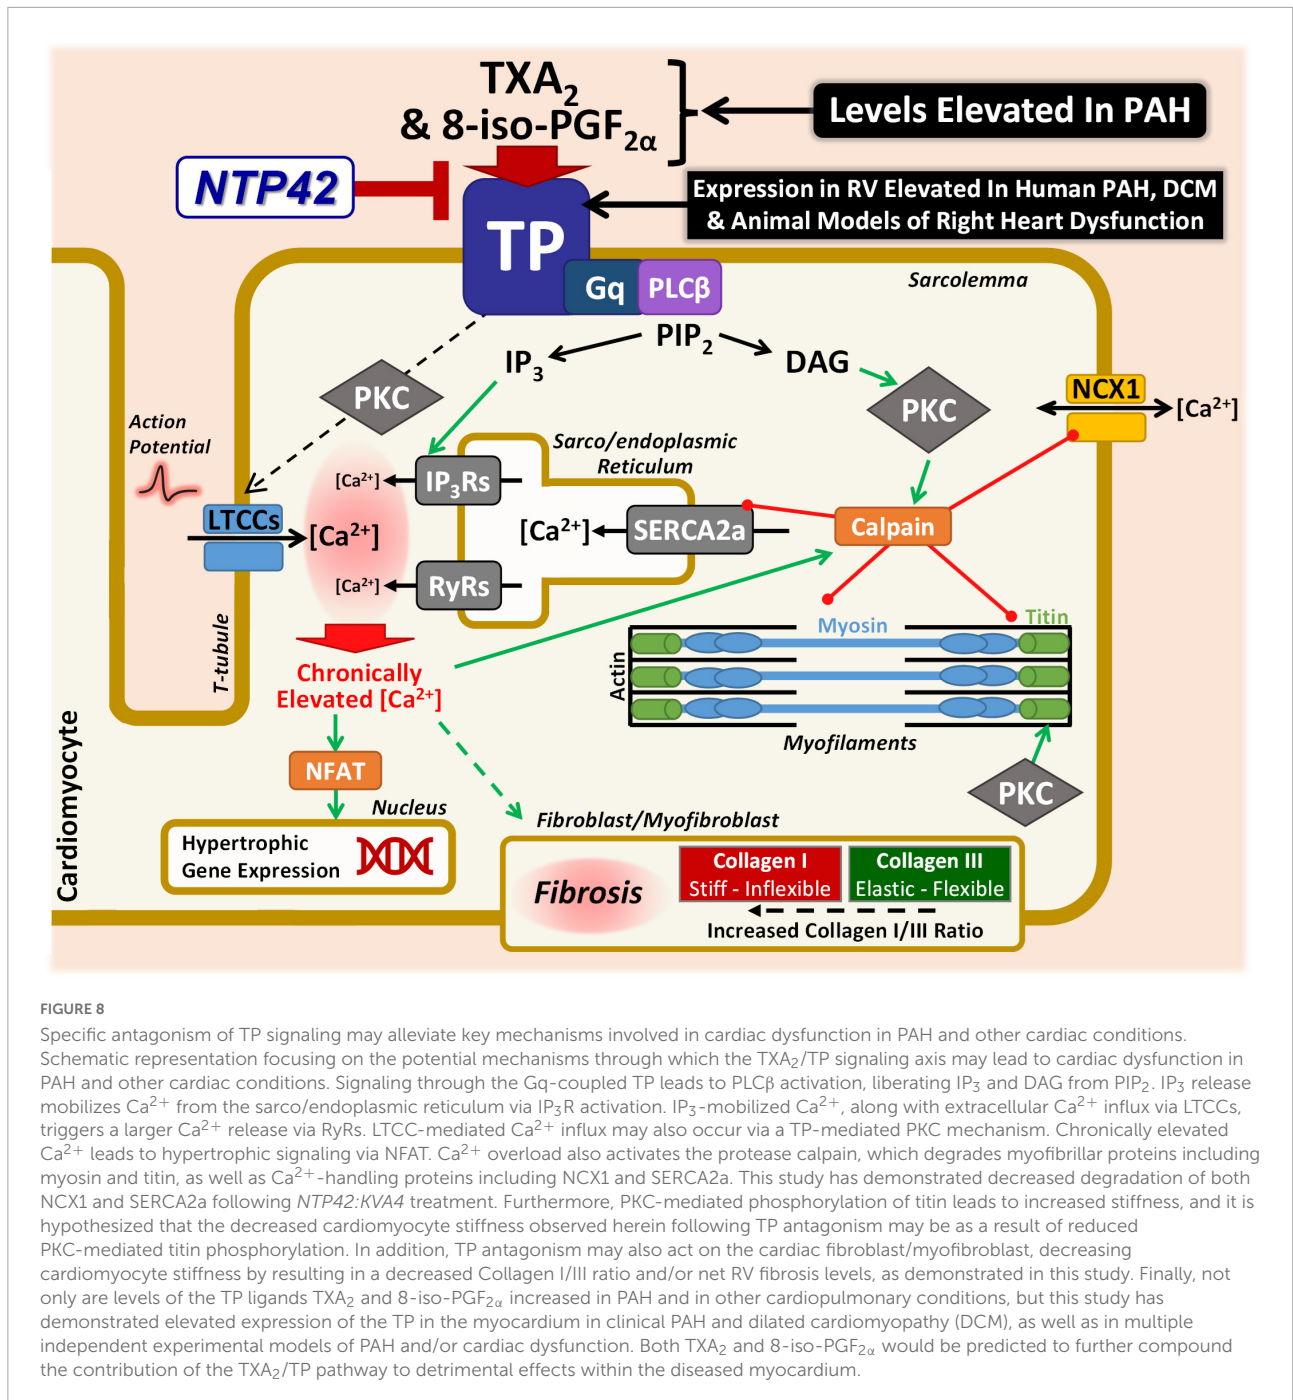 TXA₂
& 8-iso-PGF₂α
Levels Elevated In PAH
NTP42
Expression in RV Elevated In Human PAH, DCM
& Animal Models of Right Heart Dysfunction
TP
Gq
PLCβ
Sarcolemma
PIP₂
IP₃
DAG
PKC
PKC
NCX1
[Ca²⁺]
Action
Potential
Sarco/endoplasmic
Reticulum
[Ca²⁺]
IP₃Rs
LTCCs
[Ca²⁺]
[Ca²⁺]
SERCA2a
Calpain
[Ca²⁺]
RyRs
T-tubule
Myosin
Titin
Actin
Chronically
Elevated [Ca²⁺]
Myofilaments
NFAT
PKC
Cardiomyocyte
Nucleus
Hypertrophic
Gene Expression
Fibroblast/Myofibroblast
Fibrosis
Collagen I
Stiff - Inflexible
Collagen III
Elastic - Flexible
Increased Collagen I/III Ratio
FIGURE 8
Specific antagonism of TP signaling may alleviate key mechanisms involved in cardiac dysfunction in PAH and other cardiac conditions.
Schematic representation focusing on the potential mechanisms through which the TXA₂/TP signaling axis may lead to cardiac dysfunction in
PAH and other cardiac conditions. Signaling through the Gq-coupled TP leads to PLCβ activation, liberating IP₃ and DAG from PIP₂. IP₃ release
mobilizes Ca²⁺ from the sarco/endoplasmic reticulum via IP₃R activation. IP₃-mobilized Ca²⁺, along with extracellular Ca²⁺ influx via LTCCs,
triggers a larger Ca²⁺ release via RyRs. LTCC-mediated Ca²⁺ influx may also occur via a TP-mediated PKC mechanism. Chronically elevated
Ca²⁺ leads to hypertrophic signaling via NFAT. Ca²⁺ overload also activates the protease calpain, which degrades myofibrillar proteins including
myosin and titin, as well as Ca²⁺-handling proteins including NCX1 and SERCA2a. This study has demonstrated decreased degradation of both
NCX1 and SERCA2a following NTP42:KVA4 treatment. Furthermore, PKC-mediated phosphorylation of titin leads to increased stiffness, and it is
hypothesized that the decreased cardiomyocyte stiffness observed herein following TP antagonism may be as a result of reduced
PKC-mediated titin phosphorylation. In addition, TP antagonism may also act on the cardiac fibroblast/myofibroblast, decreasing
cardiomyocyte stiffness by resulting in a decreased Collagen I/III ratio and/or net RV fibrosis levels, as demonstrated in this study. Finally, not
only are levels of the TP ligands TXA₂ and 8-iso-PGF₂α increased in PAH and in other cardiopulmonary conditions, but this study has
demonstrated elevated expression of the TP in the myocardium in clinical PAH and dilated cardiomyopathy (DCM), as well as in multiple
independent experimental models of PAH and/or cardiac dysfunction. Both TXA₂ and 8-iso-PGF₂α would be predicted to further compound
the contribution of the TXA₂/TP pathway to detrimental effects within the diseased myocardium.